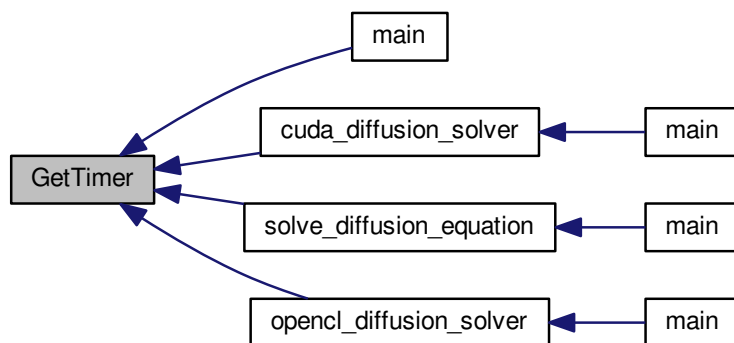 main
cuda_diffusion_solver
main
GetTimer
solve_diffusion_equation
main
opencl_diffusion_solver
main